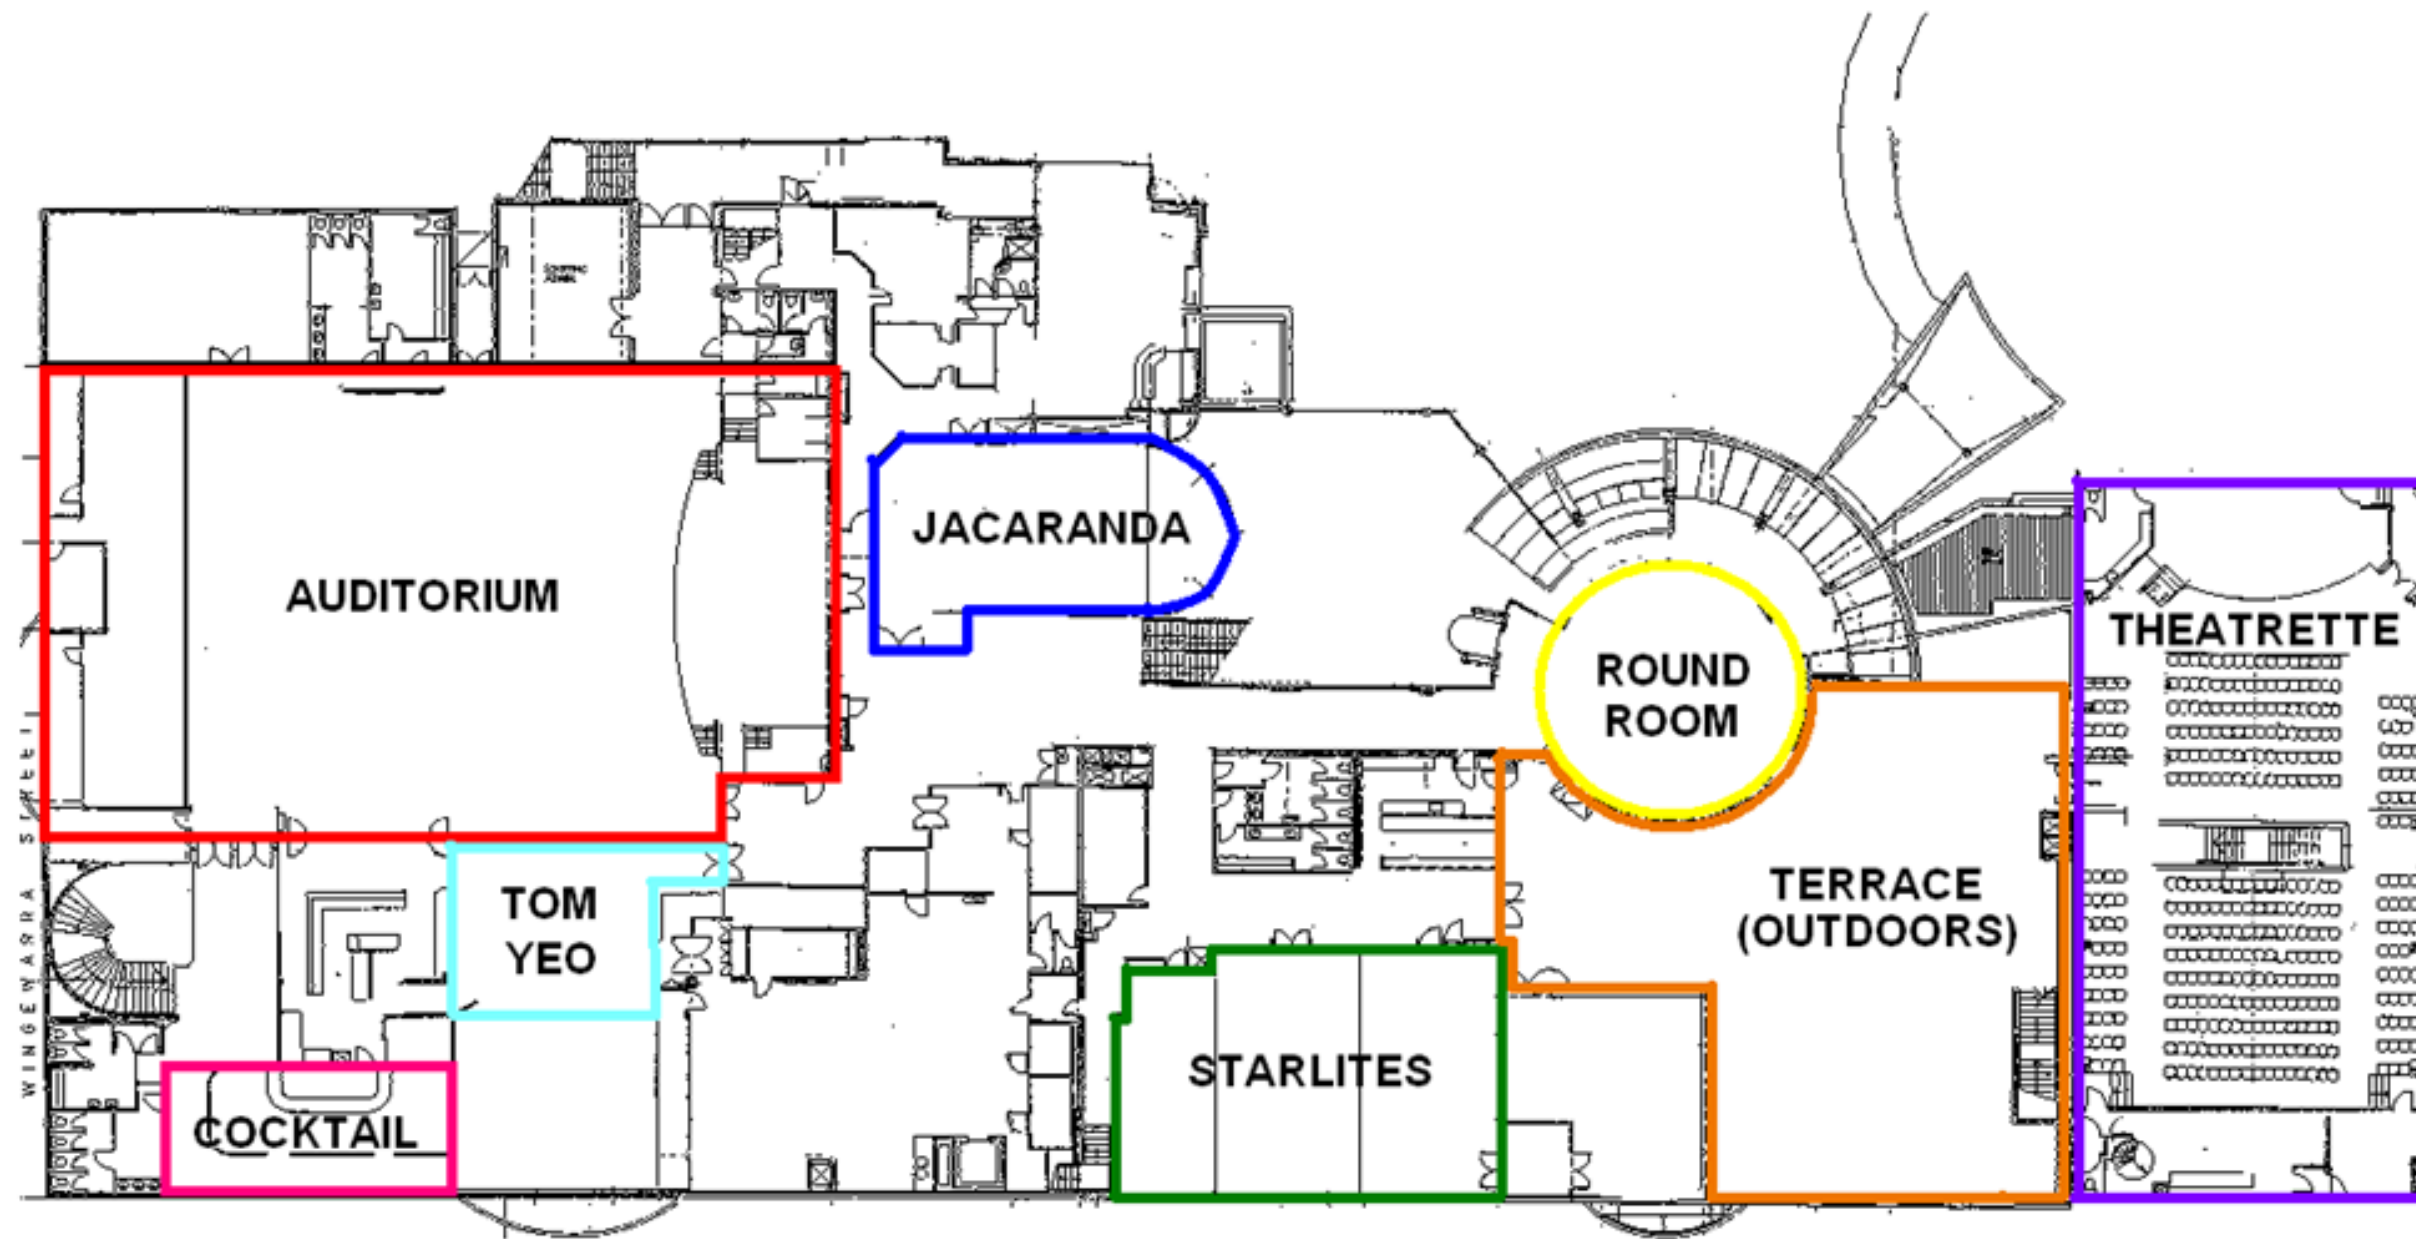 JACARANDA
AUDITORIUM
THEATRETTE
ROUND
ROOM
TOM
YEO
TERRACE
(OUTDOORS)
STARLITES
COCKTAIL
WINGEWARRA STREET